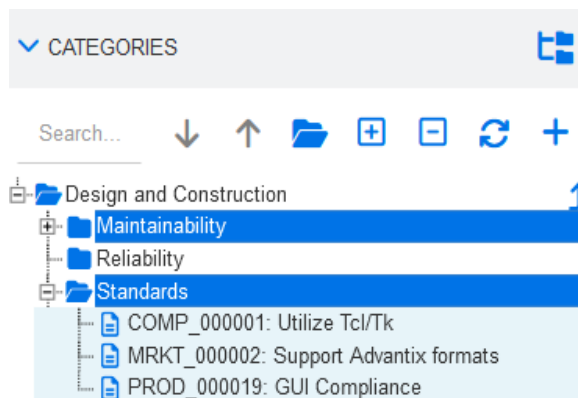 CATEGORIES
Search...
Design and Construction
Maintainability
Reliability
Standards
COMP_000001: Utilize Tcl/Tk
MRKT_000002: Support Advantix formats
PROD_000019: GUI Compliance